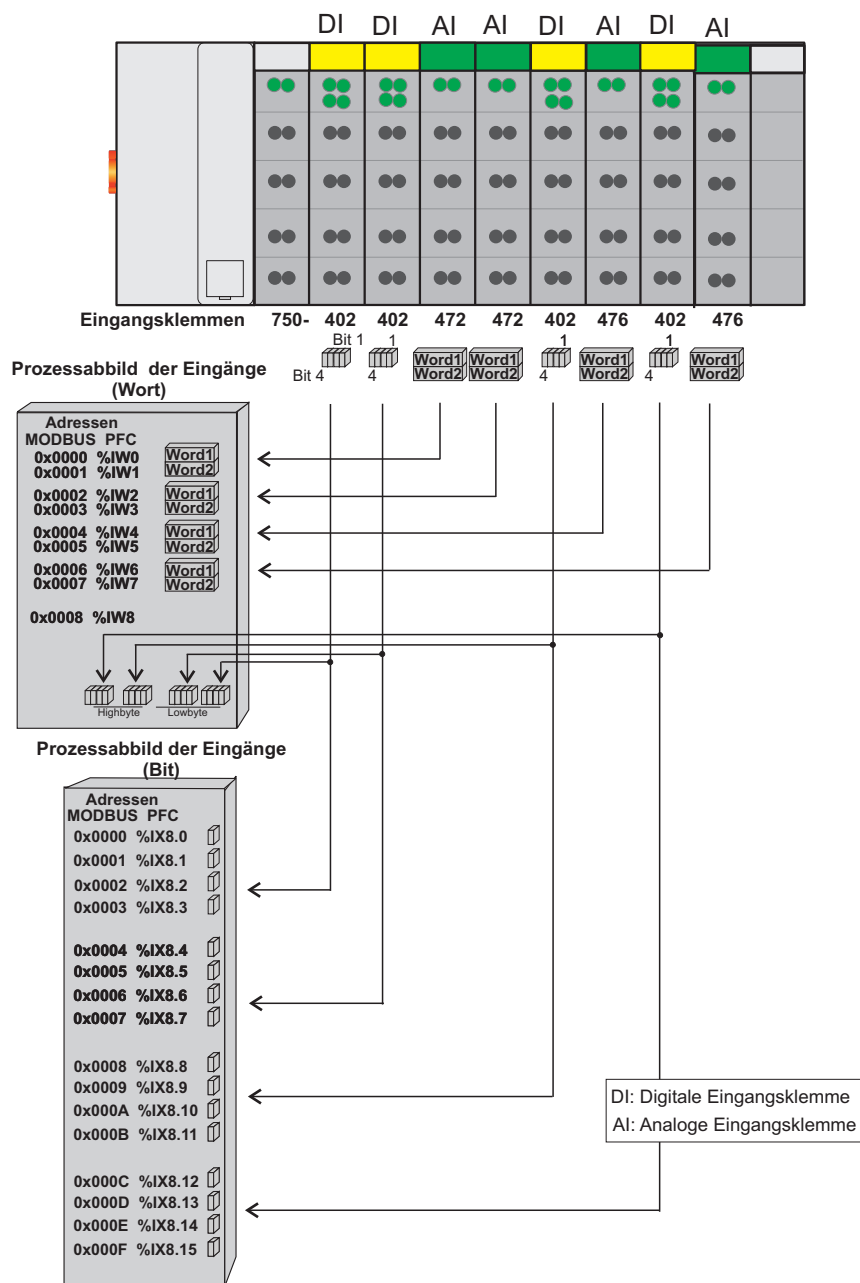 DI DI AI AI DI AI DI AI
Eingangsklemmen 750- 402 402 472 472 402 476 402 476
Bit 1 1 1 1
Word1 Word1 Word1 Word1
Bit 4 4 Word2 Word2 4 Word2 4 Word2
Prozessabbild der Eingänge
(Wort)
Adressen
MODBUS PFC
0x0000 %IW0 Word1
0x0001 %IW1 Word2
0x0002 %IW2 Word1
0x0003 %IW3 Word2
0x0004 %IW4 Word1
0x0005 %IW5 Word2
0x0006 %IW6 Word1
0x0007 %IW7 Word2
0x0008 %IW8
Highbyte Lowbyte
Prozessabbild der Eingänge
(Bit)
Adressen
MODBUS PFC
0x0000 %IX8.0
0x0001 %IX8.1
0x0002 %IX8.2
0x0003 %IX8.3
0x0004 %IX8.4
0x0005 %IX8.5
0x0006 %IX8.6
0x0007 %IX8.7
0x0008 %IX8.8
0x0009 %IX8.9
0x000A %IX8.10
0x000B %IX8.11
0x000C %IX8.12
0x000D %IX8.13
0x000E %IX8.14
0x000F %IX8.15
DI: Digitale Eingangsklemme
AI: Analoge Eingangsklemme